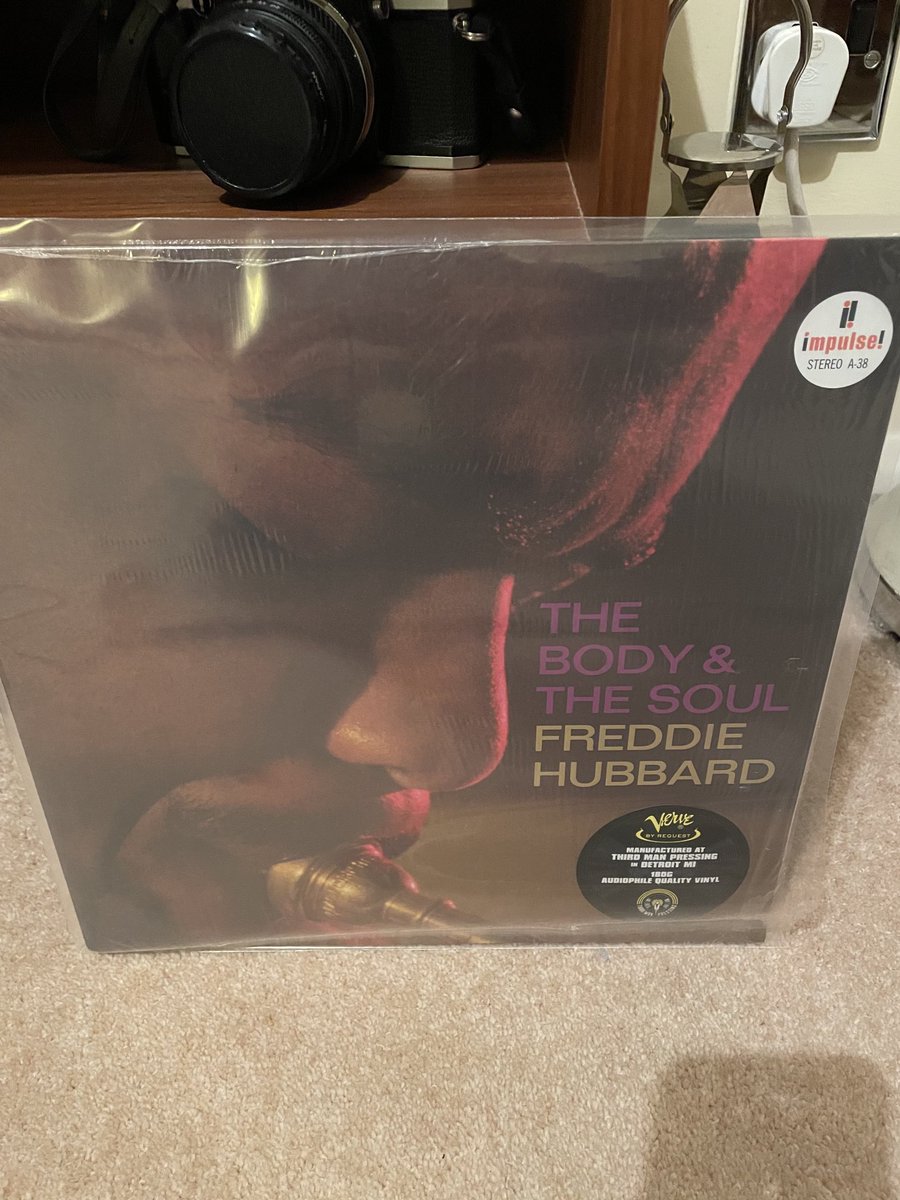 i!
impulse!
STEREO A-38
THE
BODY &
THE SOUL
FREDDIE
HUBBARD
Verve
BY REQUEST
MANUFACTURED AT
THIRD MAN PRESSING
IN DETROIT MI
180G
AUDIOPHILE QUALITY VINYL